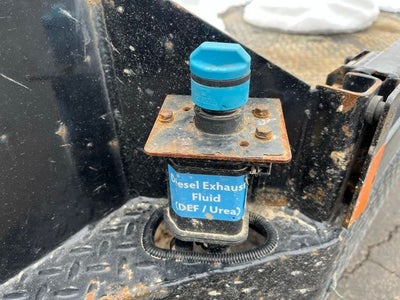 Diesel Exhaust
Fluid
(DEF / Urea)